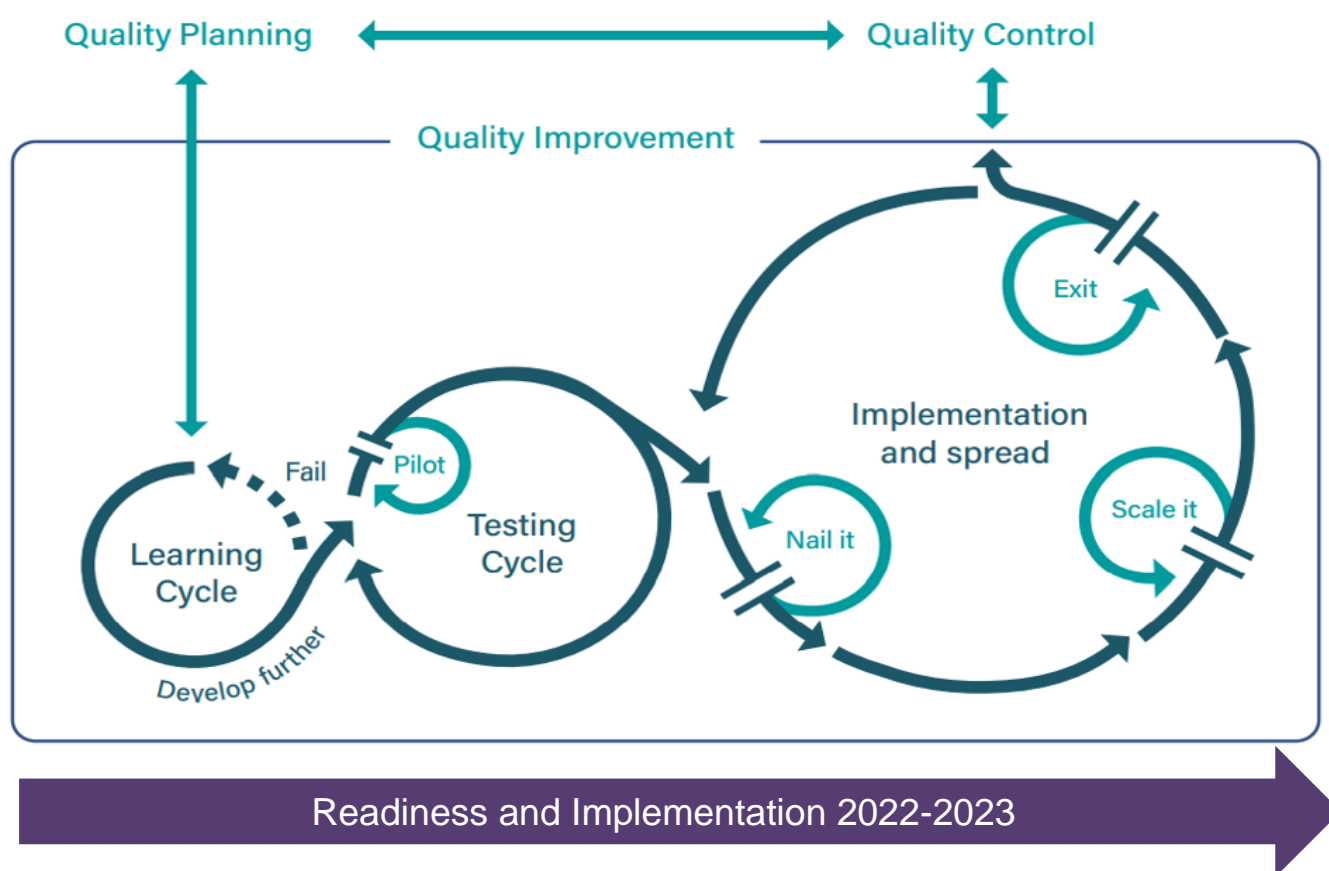 Quality Planning
Quality Control
Quality Improvement
Learning
Cycle
Fail
Develop further
Pilot
Testing
Cycle
Implementation
and spread
Nail it
Scale it
Exit
Readiness and Implementation 2022-2023